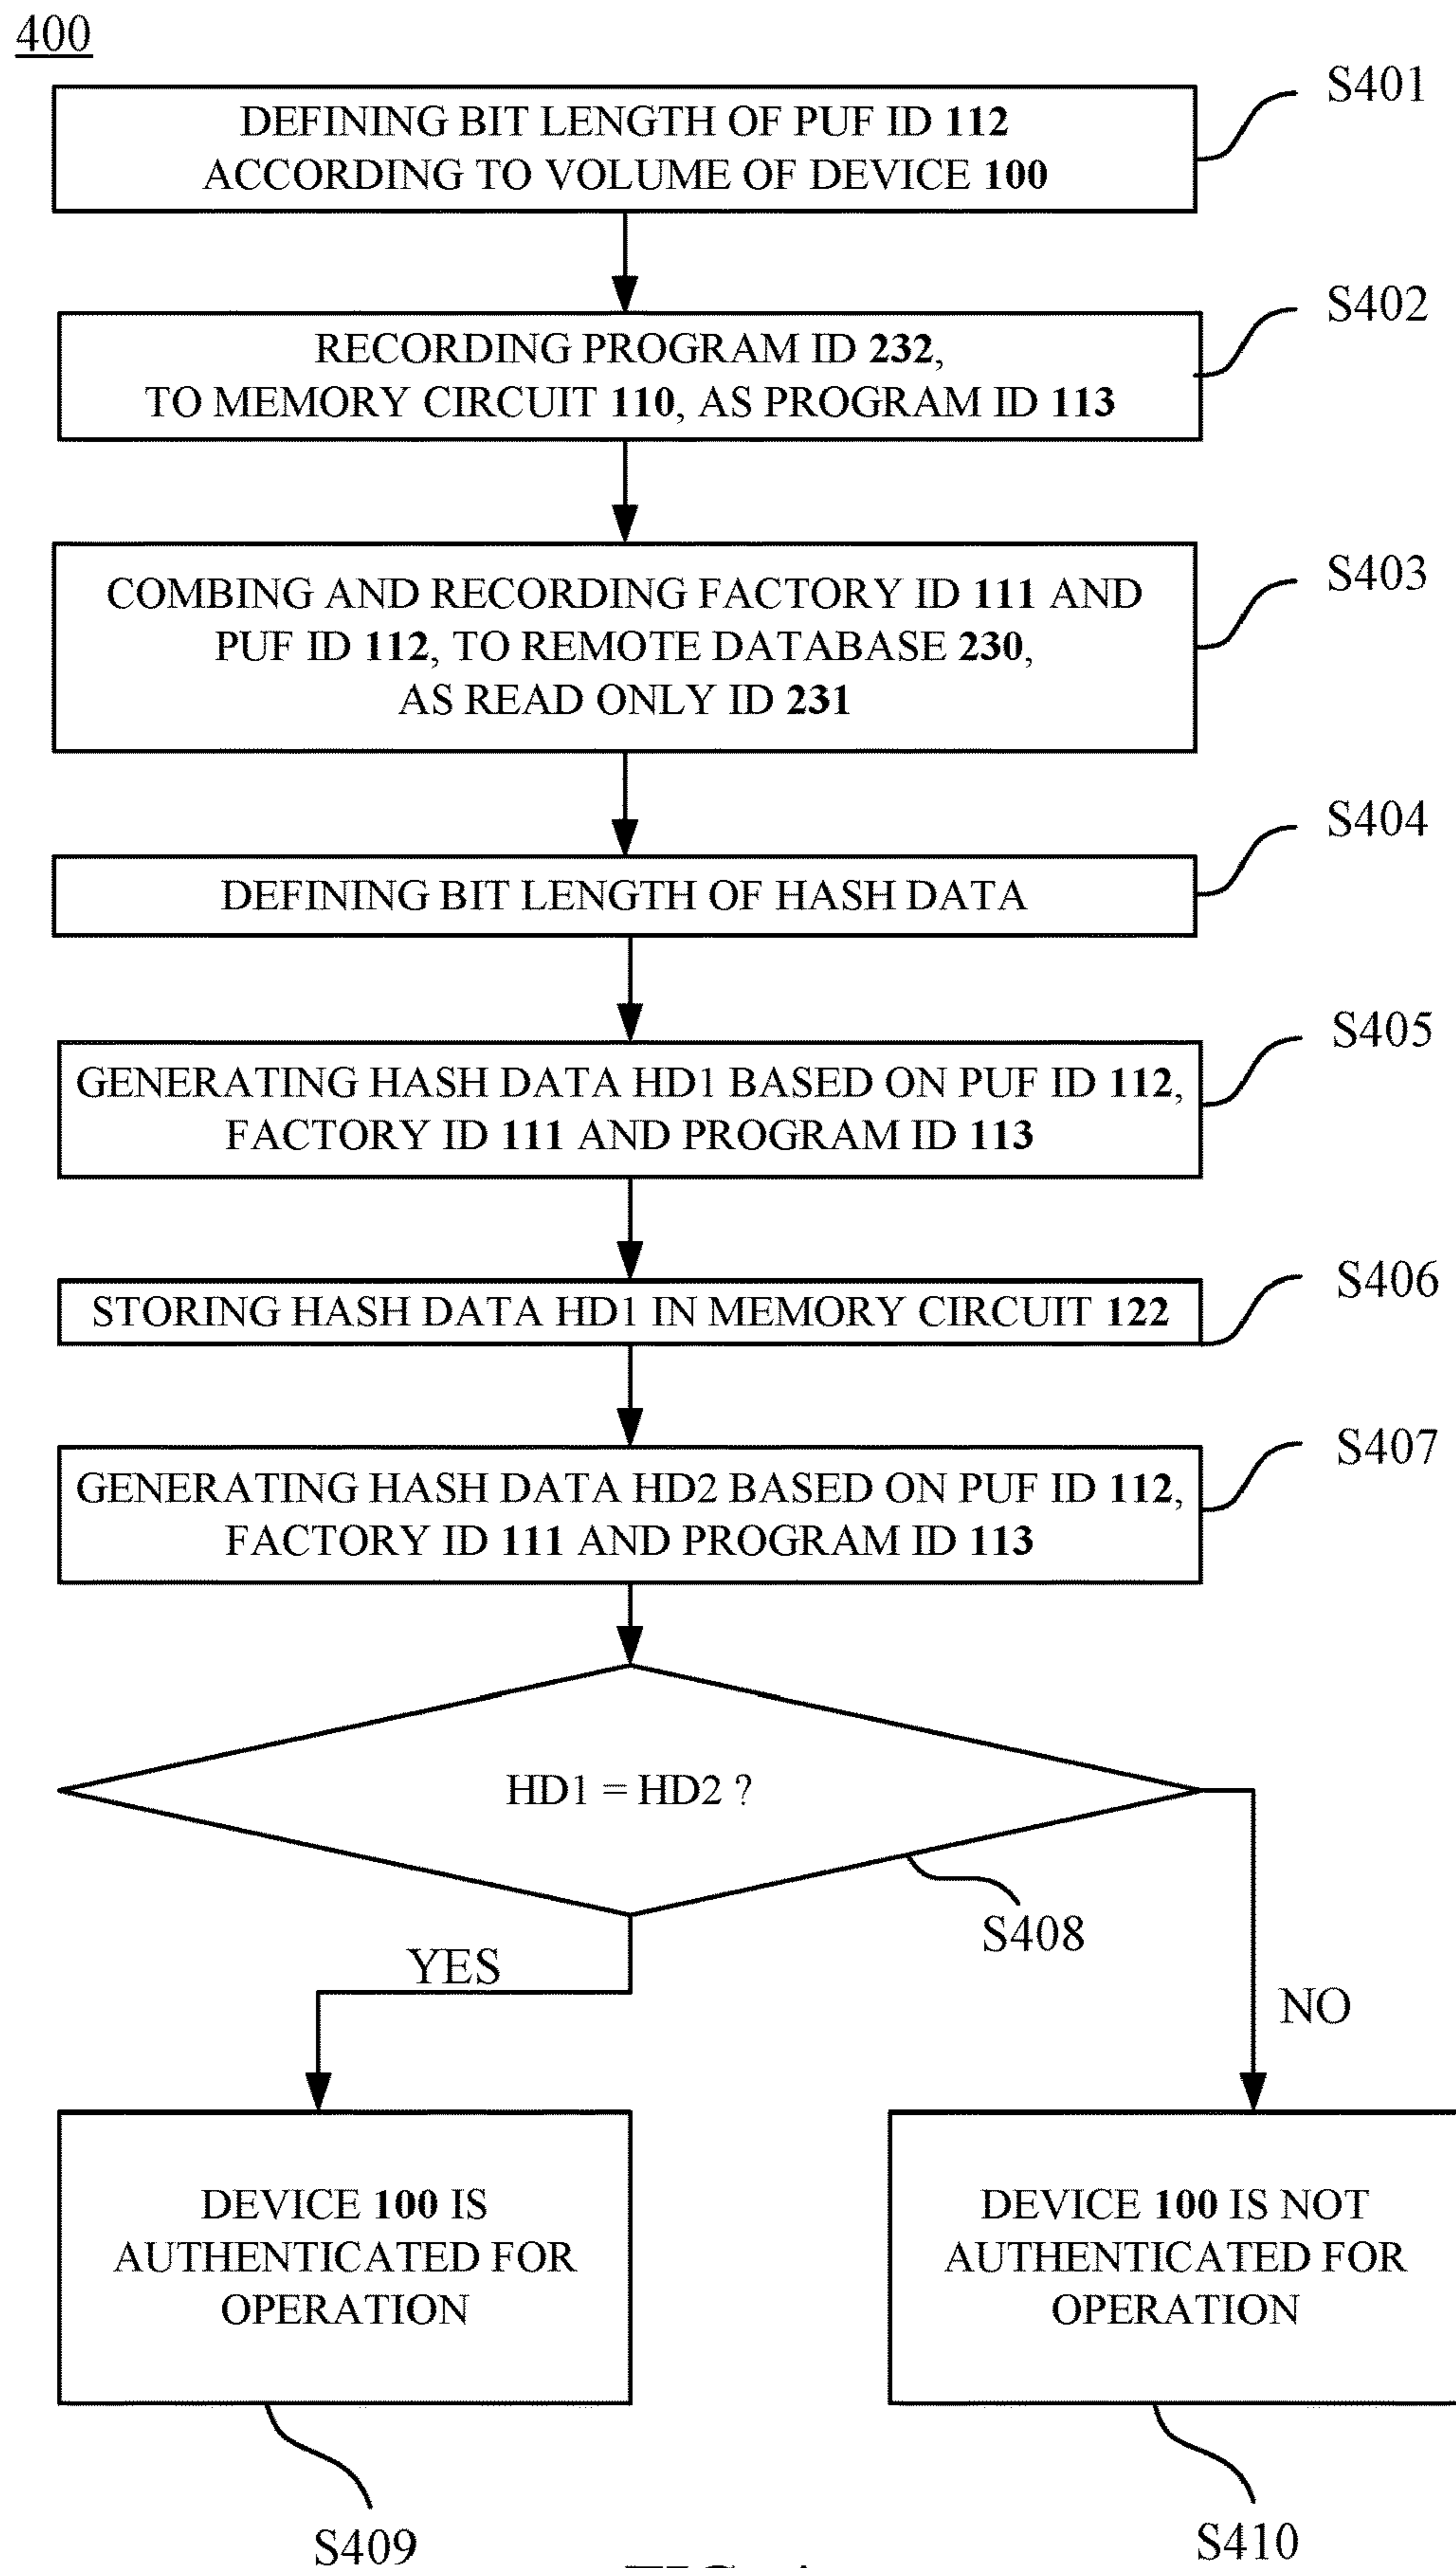 400
S401
DEFINING BIT LENGTH OF PUF ID 112
ACCORDING TO VOLUME OF DEVICE 100
S402
RECORDING PROGRAM ID 232,
TO MEMORY CIRCUIT 110, AS PROGRAM ID 113
S403
COMBING AND RECORDING FACTORY ID 111 AND
PUF ID 112, TO REMOTE DATABASE 230,
AS READ ONLY ID 231
S404
DEFINING BIT LENGTH OF HASH DATA
S405
GENERATING HASH DATA HD1 BASED ON PUF ID 112,
FACTORY ID 111 AND PROGRAM ID 113
S406
STORING HASH DATA HD1 IN MEMORY CIRCUIT 122
S407
GENERATING HASH DATA HD2 BASED ON PUF ID 112,
FACTORY ID 111 AND PROGRAM ID 113
HD1 = HD2 ?
S408
YES
NO
DEVICE 100 IS
AUTHENTICATED FOR
OPERATION
DEVICE 100 IS NOT
AUTHENTICATED FOR
OPERATION
S409
S410